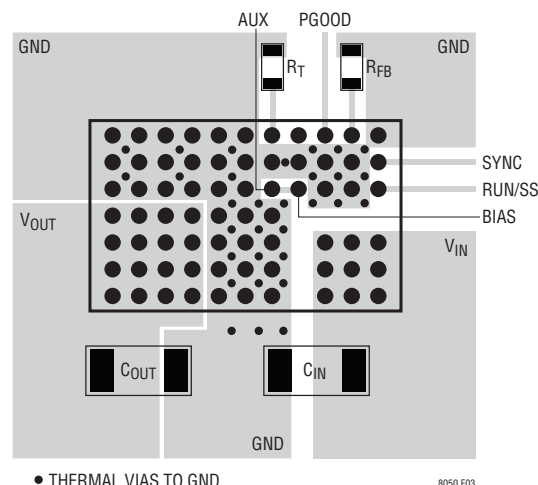 AUX PGOOD
GND GND
RT RFB
SYNC
RUN/SS
BIAS
VOUT VIN
COUT CIN
GND
● THERMAL VIAS TO GND
8050 F03